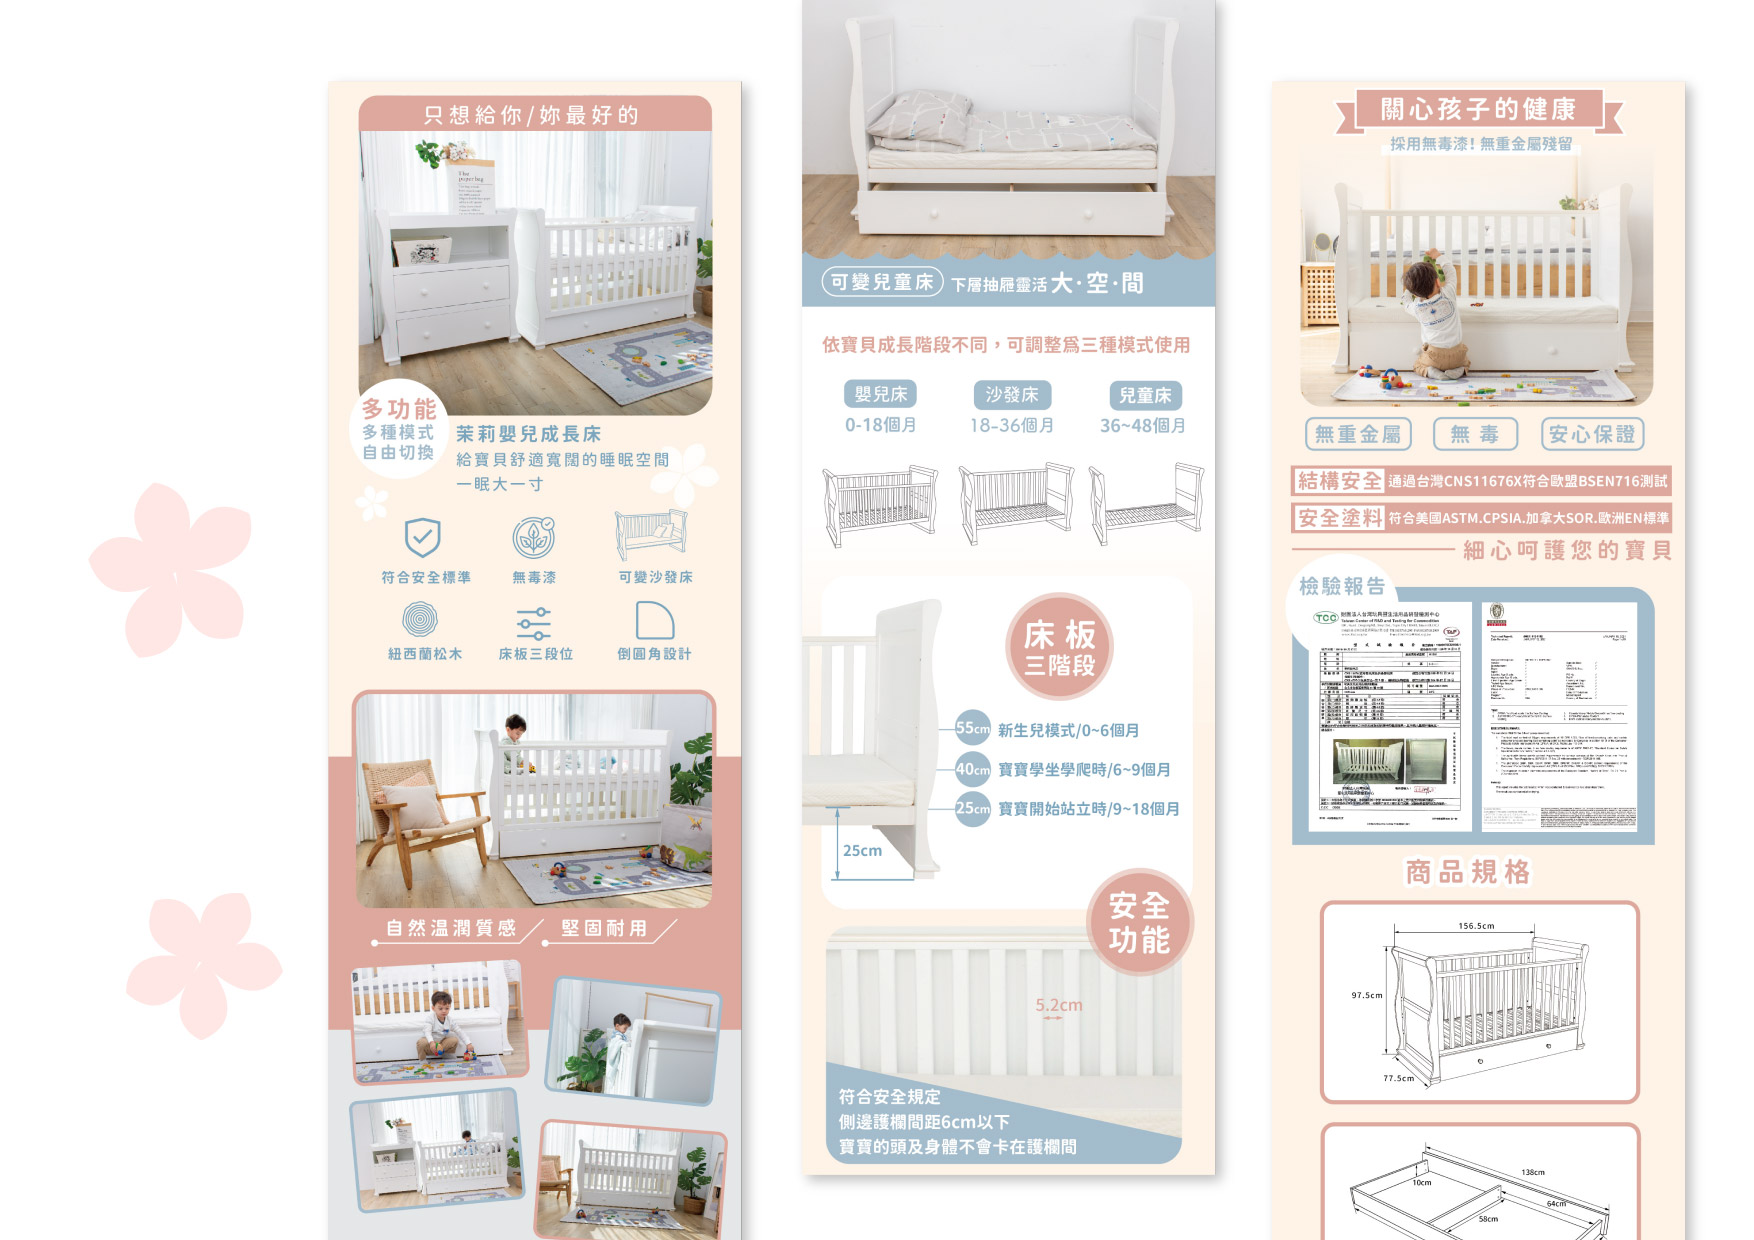 只想給你/妳最好的
多功能
多種模式
自由切換
茉莉嬰兒成長床
給寶貝舒適寬闊的睡眠空間
一眠大一寸
符合安全標準
無毒漆
可變沙發床
紐西蘭松木
床板三段位
倒圓角設計
自然温潤質感
堅固耐用
可變兒童床 下層抽屜靈活 大·空·間
依寶貝成長階段不同，可調整為三種模式使用
嬰兒床
0-18個月
沙發床
18-36個月
兒童床
36~48個月
床板
三階段
55cm 新生兒模式/0~6個月
40cm 寶寶學坐學爬時/6~9個月
25cm 寶寶開始站立時/9~18個月
25cm
安全
功能
5.2cm
符合安全規定
側邊護欄間距6cm以下
寶寶的頭及身體不會卡在護欄間
關心孩子的健康
採用無毒漆! 無重金屬殘留
無重金屬
無毒
安心保證
結構安全 通過台灣CNS11676X符合歐盟BSEN716測試
安全塗料 符合美國ASTM.CPSIA.加拿大SOR.歐洲EN標準
細心呵護您的寶貝
檢驗報告
TCC
商品規格
156.5cm
97.5cm
77.5cm
138cm
10cm
64cm
58cm